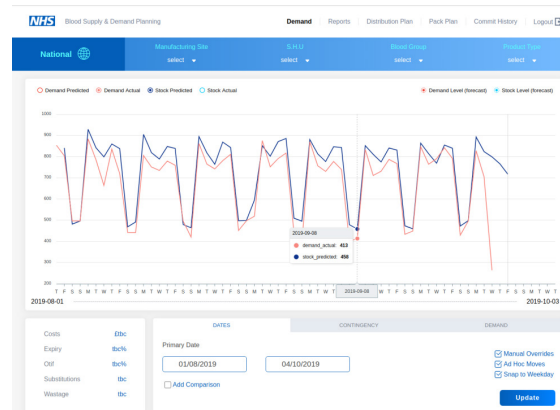 NHS Blood Supply & Demand Planning Demand Reports Distribution Plan Pack Plan Commit History Logout
National
Manufacturing Site S.H.U Blood Group Product Type
select select select select
Demand Predicted Demand Actual Stock Predicted Stock Actual Demand Level (forecast) Stock Level (forecast)
1000
900
800
700
600
500
400
300
200
2019-09-08
demand_actual: 413
stock_predicted: 458
T F S S M T W T F S S M T W T F S S M T W T F S S M T W T F S S M T W T 2019-09-08 M T W T F S S M T W T F S S M T W T F S S M T W T
2019-08-01 2019-10-03
Costs £tbc
Expiry tbc%
Otif tbc%
Substitutions tbc
Wastage tbc
DATES CONTINGENCY DEMAND
Primary Date
01/08/2019 04/10/2019
Add Comparison
Manual Overrides
Ad Hoc Moves
Snap to Weekday
Update